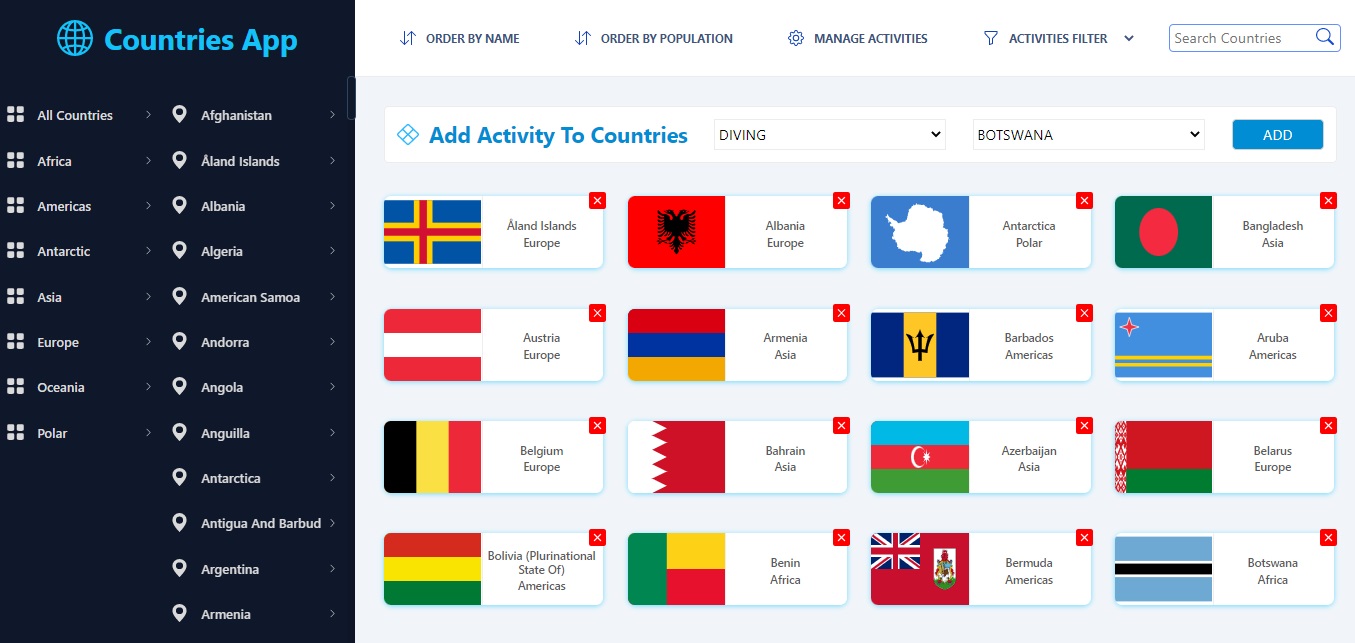 Countries App
ORDER BY NAME
ORDER BY POPULATION
MANAGE ACTIVITIES
ACTIVITIES FILTER
Search Countries
All Countries
Africa
Americas
Antarctic
Asia
Europe
Oceania
Polar
Afghanistan
Åland Islands
Albania
Algeria
American Samoa
Andorra
Angola
Anguilla
Antarctica
Antigua And Barbud
Argentina
Armenia
Add Activity To Countries
DIVING
BOTSWANA
ADD
Åland Islands
Europe
Albania
Europe
Antarctica
Polar
Bangladesh
Asia
Austria
Europe
Armenia
Asia
Barbados
Americas
Aruba
Americas
Belgium
Europe
Bahrain
Asia
Azerbaijan
Asia
Belarus
Europe
Bolivia (Plurinational
State Of)
Americas
Benin
Africa
Bermuda
Americas
Botswana
Africa